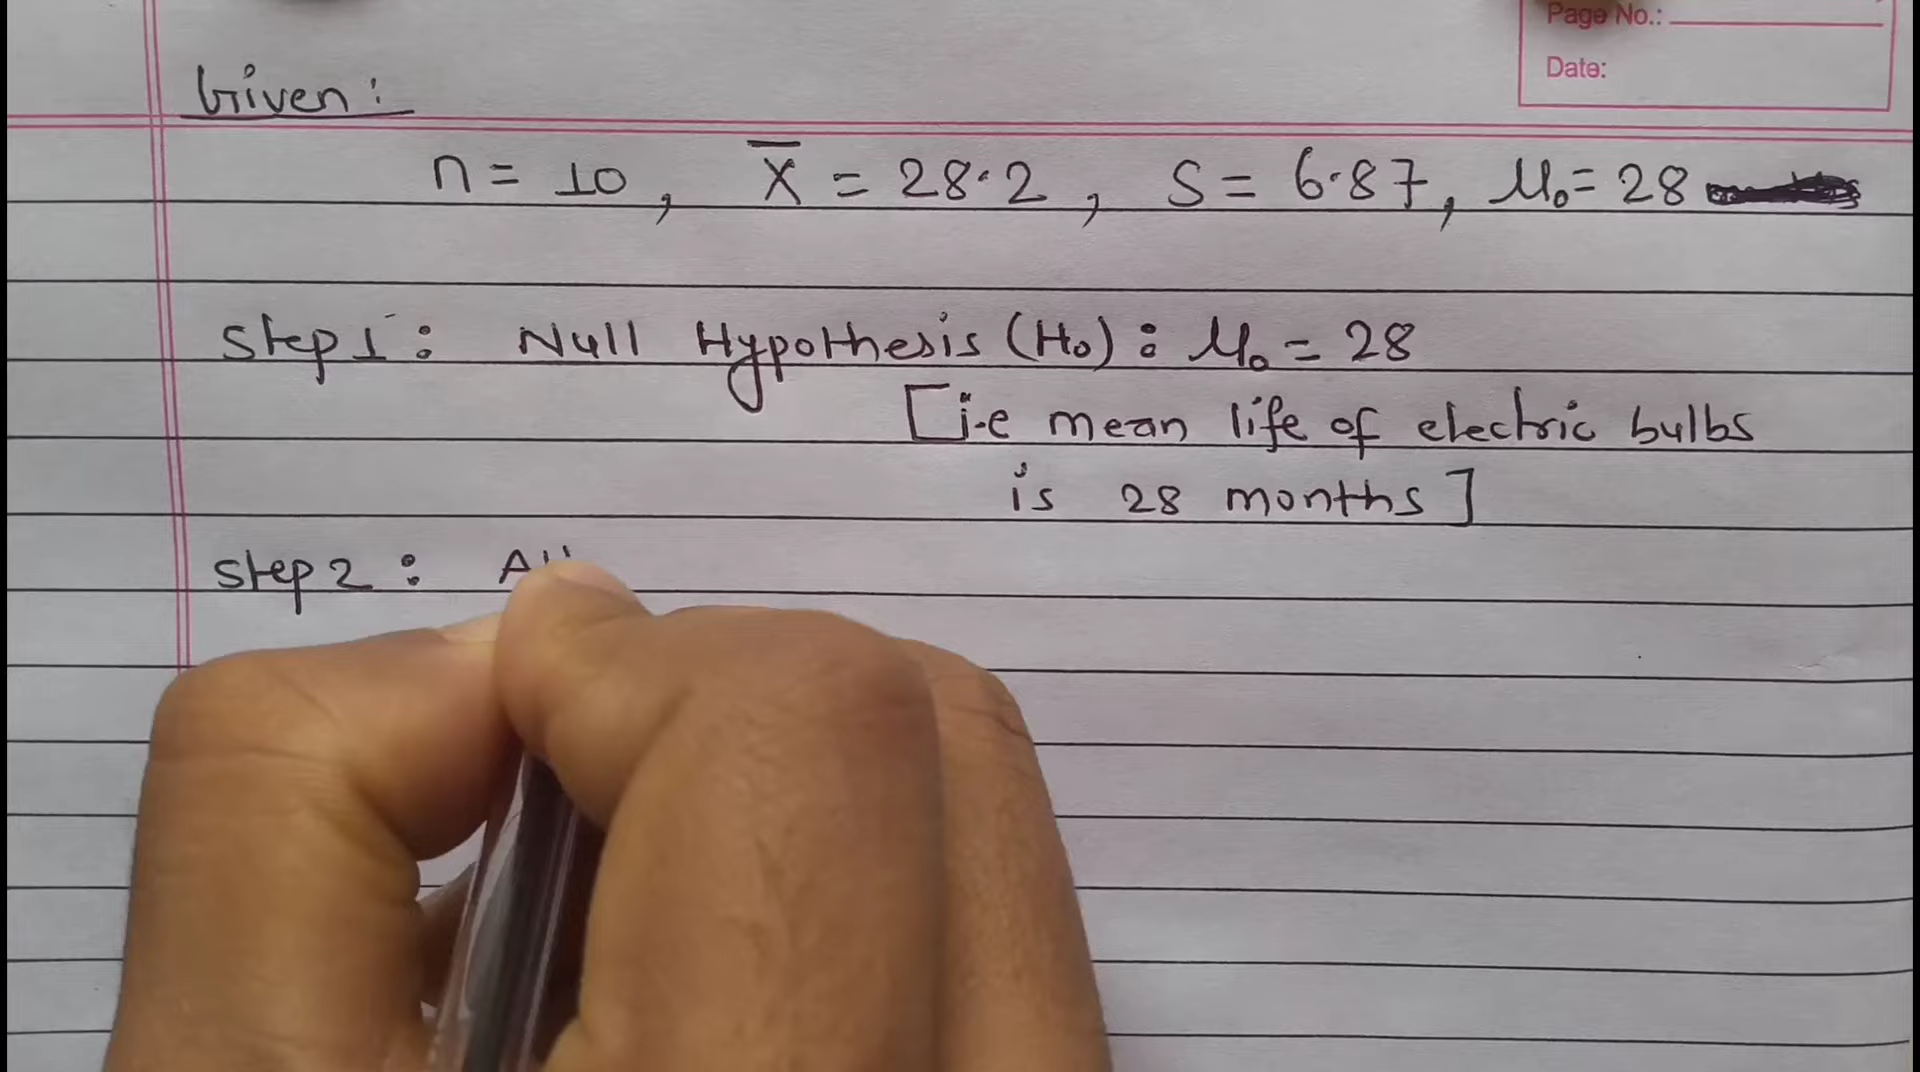 Page No.:
Date:
Given:
n = 10, X̅ = 28.2, S = 6.87, μ₀ = 28
Step 1: Null Hypothesis (H₀): μ₀ = 28
[i.e mean life of electric bulbs
is 28 months]
Step 2: